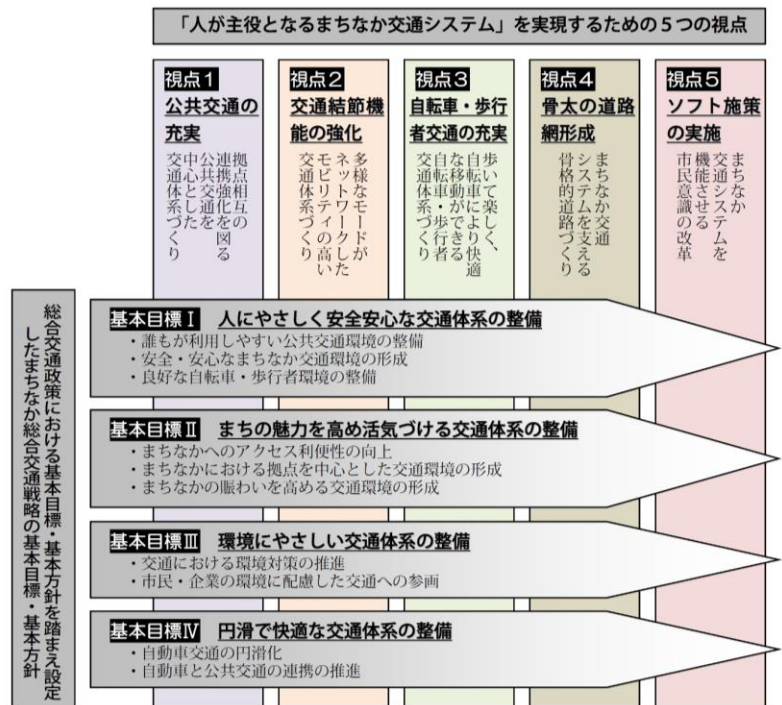 「人が主役となるまちなか交通システム」を実現するための５つの視点
視点１
公共交通の
充実
拠点相互の
連携強化を図る
公共交通を
中心とした
交通体系づくり
視点２
交通結節機
能の強化
多様なモードが
ネットワークした
モビリティの高い
交通体系づくり
視点３
自転車・歩行
者交通の充実
歩いて楽しく、
自転車により快適
な移動ができる
自転車・歩行者
交通体系づくり
視点４
骨太の道路
網形成
まちなか交通
システムを支える
骨格的道路づくり
視点５
ソフト施策
の実施
まちなか
交通システムを
機能させる
市民意識の改革
総合交通政策における基本目標・基本方針を踏まえ設定
したまちなか総合交通戦略の基本目標・基本方針
基本目標Ⅰ 人にやさしく安全安心な交通体系の整備
・誰もが利用しやすい公共交通環境の整備
・安全・安心なまちなか交通環境の形成
・良好な自転車・歩行者環境の整備
基本目標Ⅱ まちの魅力を高め活気づける交通体系の整備
・まちなかへのアクセス利便性の向上
・まちなかにおける拠点を中心とした交通環境の形成
・まちなかの賑わいを高める交通環境の形成
基本目標Ⅲ 環境にやさしい交通体系の整備
・交通における環境対策の推進
・市民・企業の環境に配慮した交通への参画
基本目標Ⅳ 円滑で快適な交通体系の整備
・自動車交通の円滑化
・自動車と公共交通の連携の推進